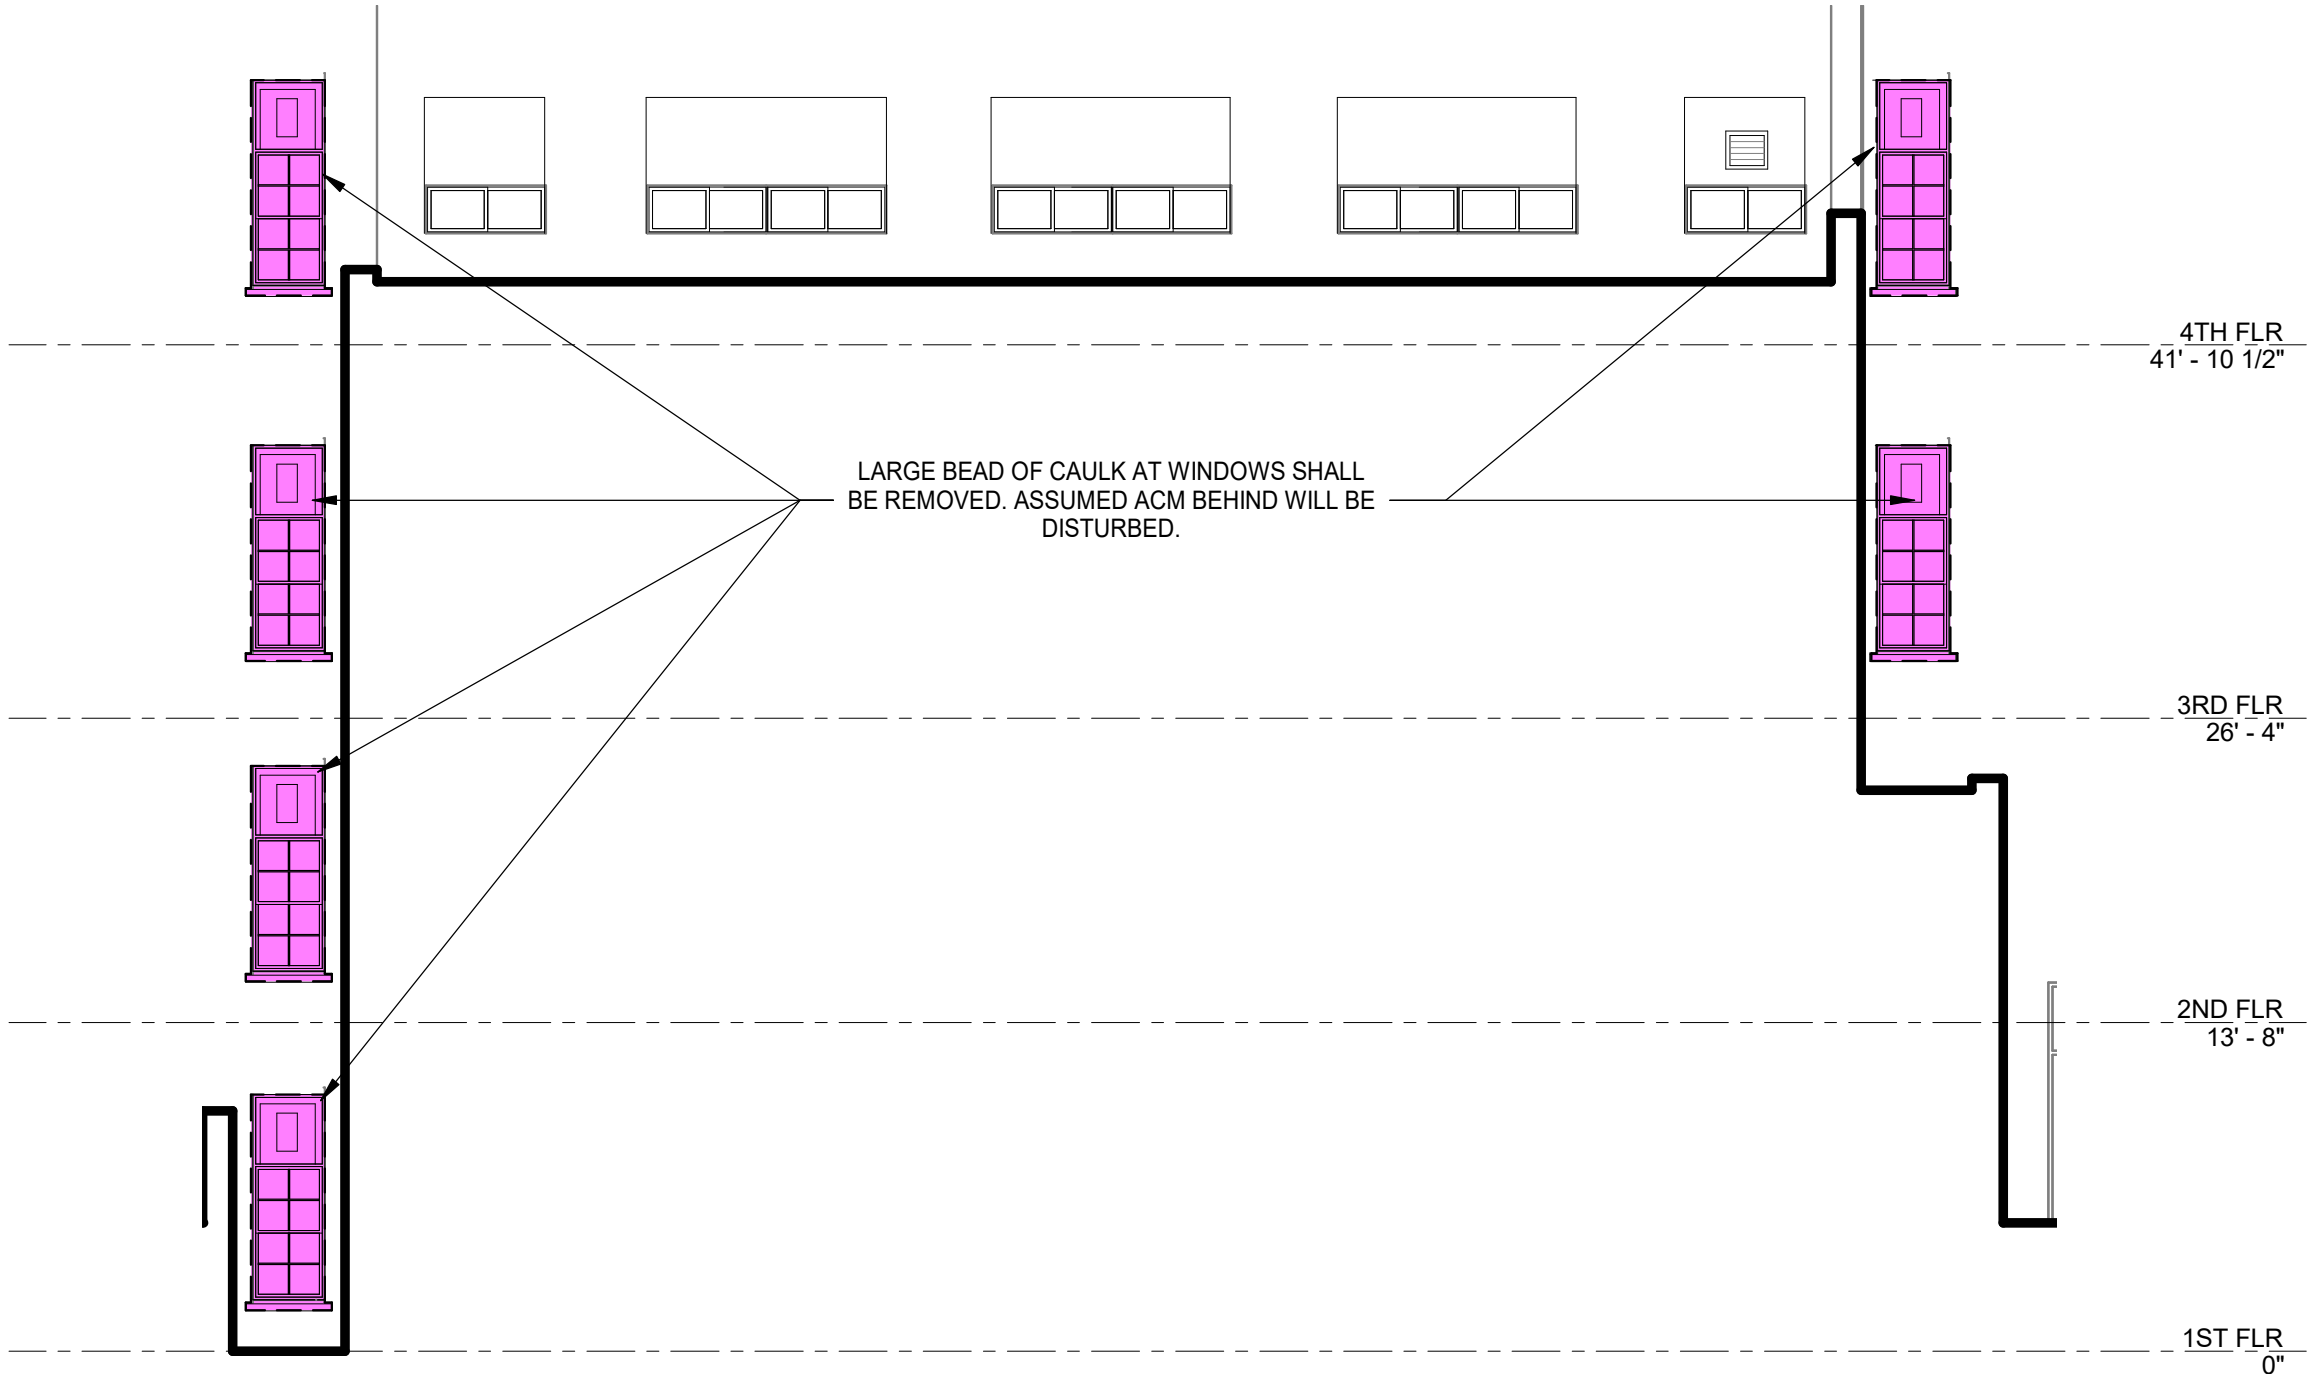 4TH FLR
41' - 10 1/2"
LARGE BEAD OF CAULK AT WINDOWS SHALL
BE REMOVED. ASSUMED ACM BEHIND WILL BE
DISTURBED.
3RD FLR
26' - 4"
2ND FLR
13' - 8"
1ST FLR
0"